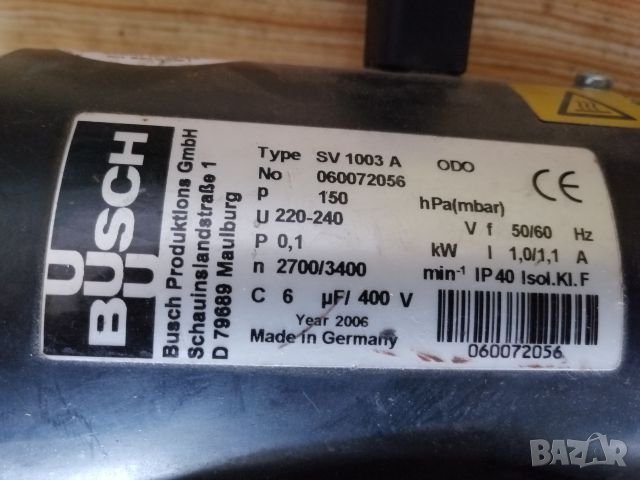 BUSCH
Busch Produktions GmbH
Schauinslandstraße 1
D 79689 Maulburg
Type SV 1003 A ODO
No 060072056
p 150 hPa(mbar)
U 220-240 V f 50/60 Hz
P 0,1 kW I 1,0/1,1 A
n 2700/3400 min-¹ IP 40 Isol.Kl. F
C 6 µF/ 400 V
Year 2006
Made in Germany
CE
060072056
BAZAR